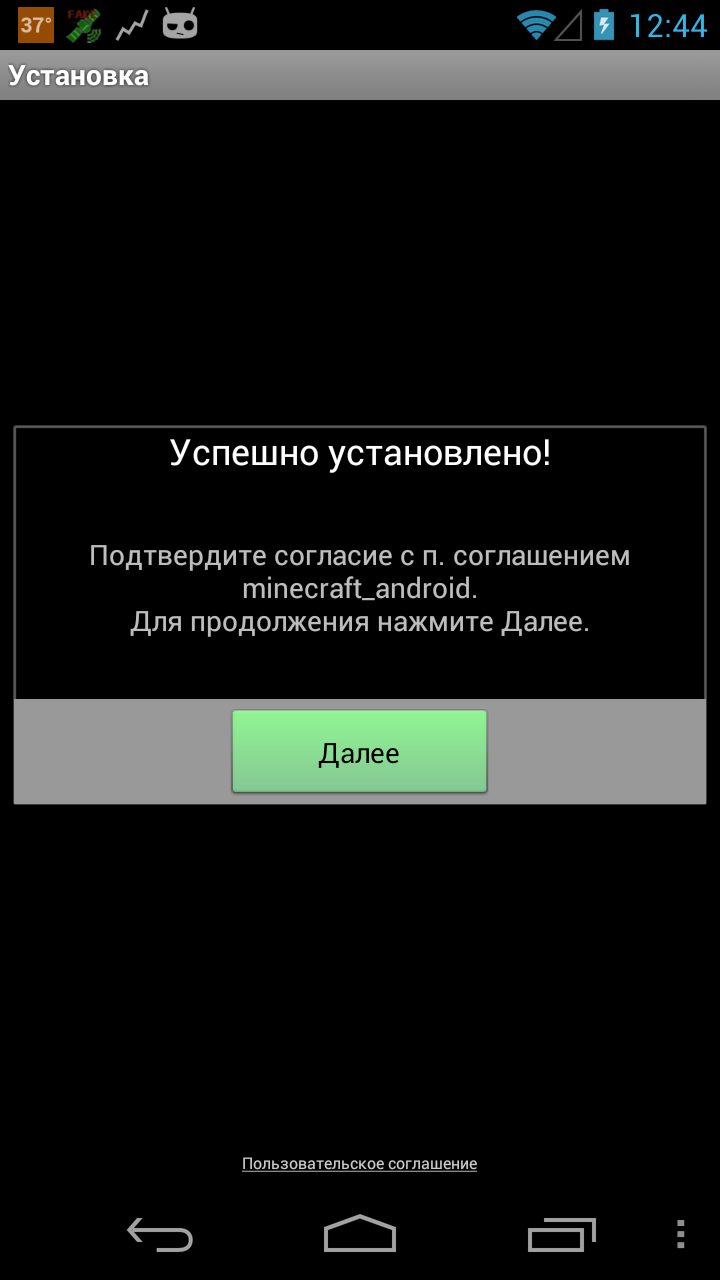 37°
FAKE
12:44
Установка
Успешно установлено!
Подтвердите согласие с п. соглашением
minecraft_android.
Для продолжения нажмите Далее.
Далее
Пользовательское соглашение